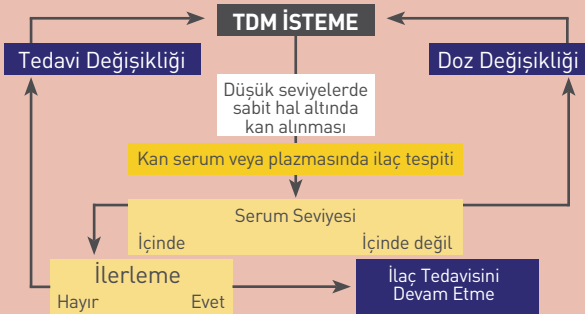 TDM İSTEME
Tedavi Değişikliği
Doz Değişikliği
Düşük seviyelerde
sabit hal altında
kan alınması
Kan serum veya plazmasında ilaç tespiti
Serum Seviyesi
İçinde İçinde değil
İlerleme
Hayır Evet
İlaç Tedavisini
Devam Etme